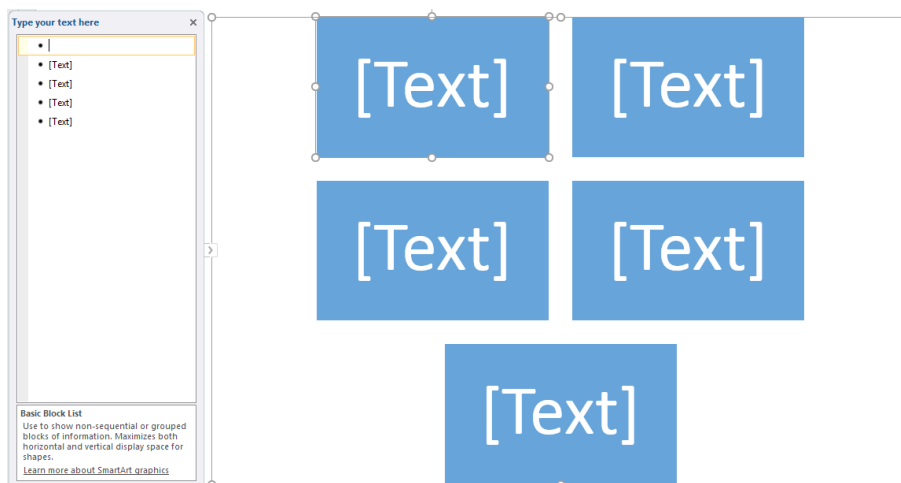 Type your text here
[Text]
[Text]
[Text]
[Text]
Basic Block List
Use to show non-sequential or grouped
blocks of information. Maximizes both
horizontal and vertical display space for
shapes.
Learn more about SmartArt graphics
[Text] [Text]
[Text] [Text]
[Text]